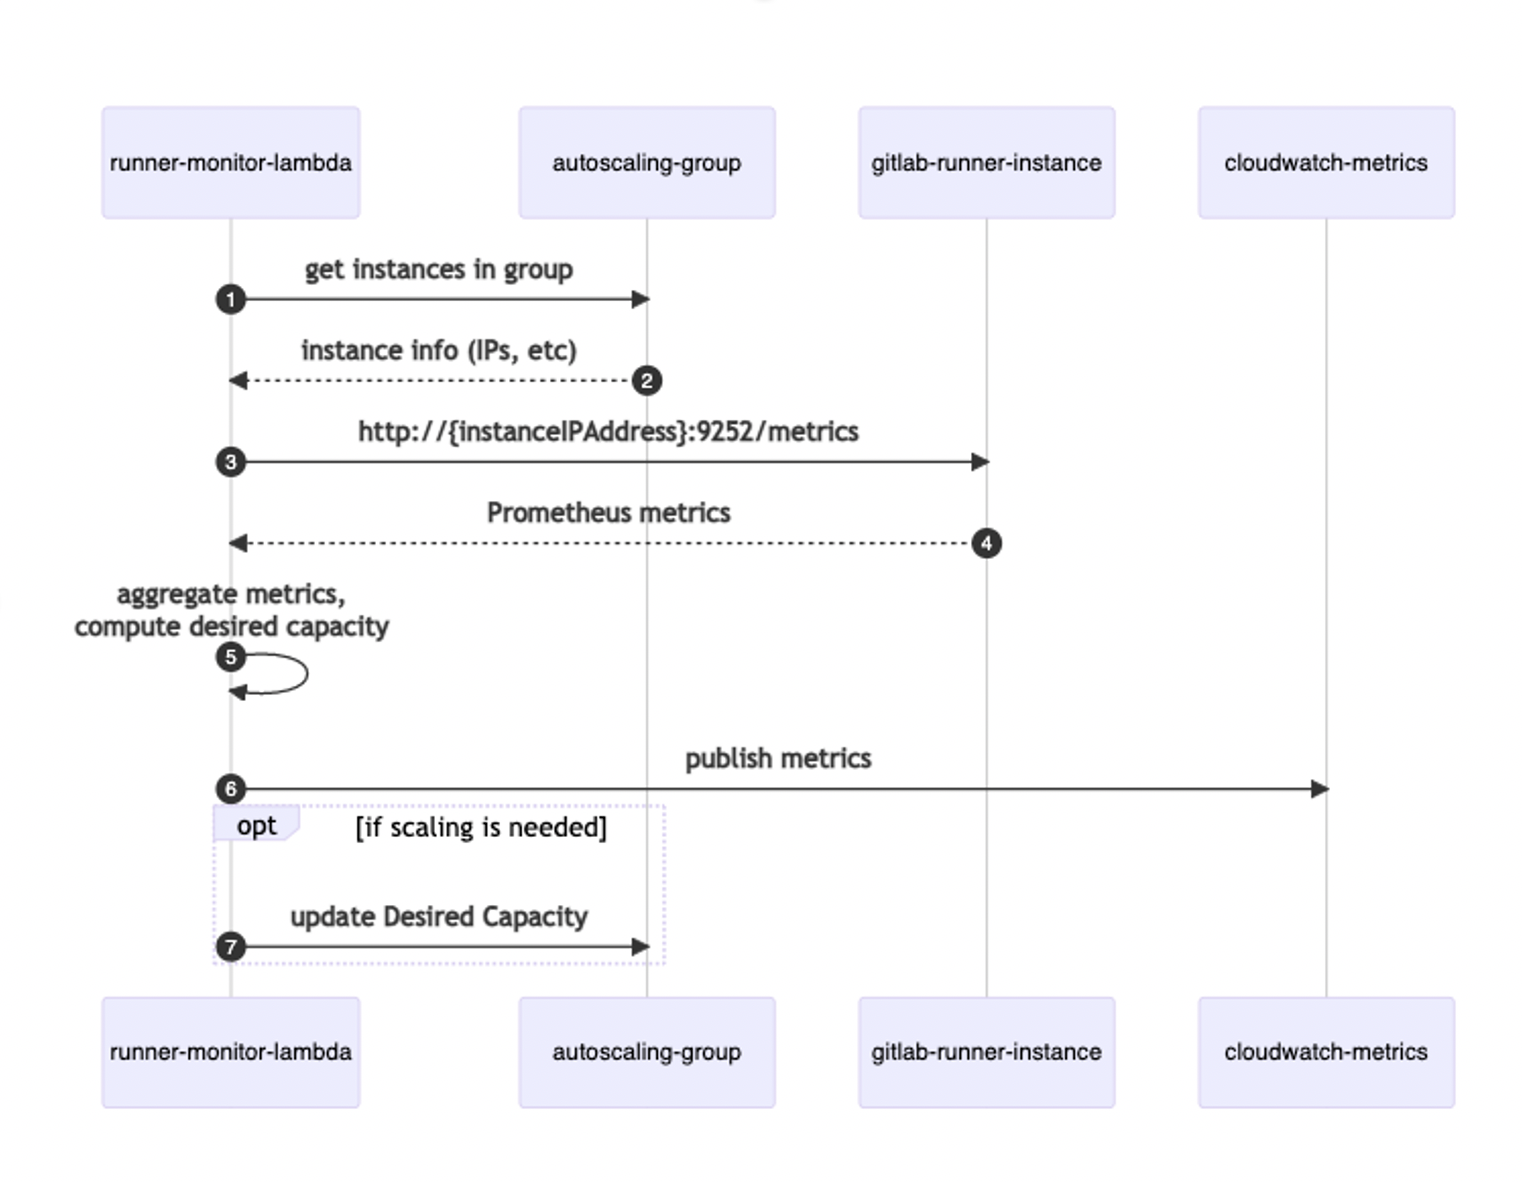 runner-monitor-lambda
autoscaling-group
gitlab-runner-instance
cloudwatch-metrics
get instances in group
1
instance info (IPs, etc)
2
http://{instanceIPAddress}:9252/metrics
3
Prometheus metrics
4
aggregate metrics,
compute desired capacity
5
publish metrics
6
opt
[if scaling is needed]
update Desired Capacity
7
runner-monitor-lambda
autoscaling-group
gitlab-runner-instance
cloudwatch-metrics